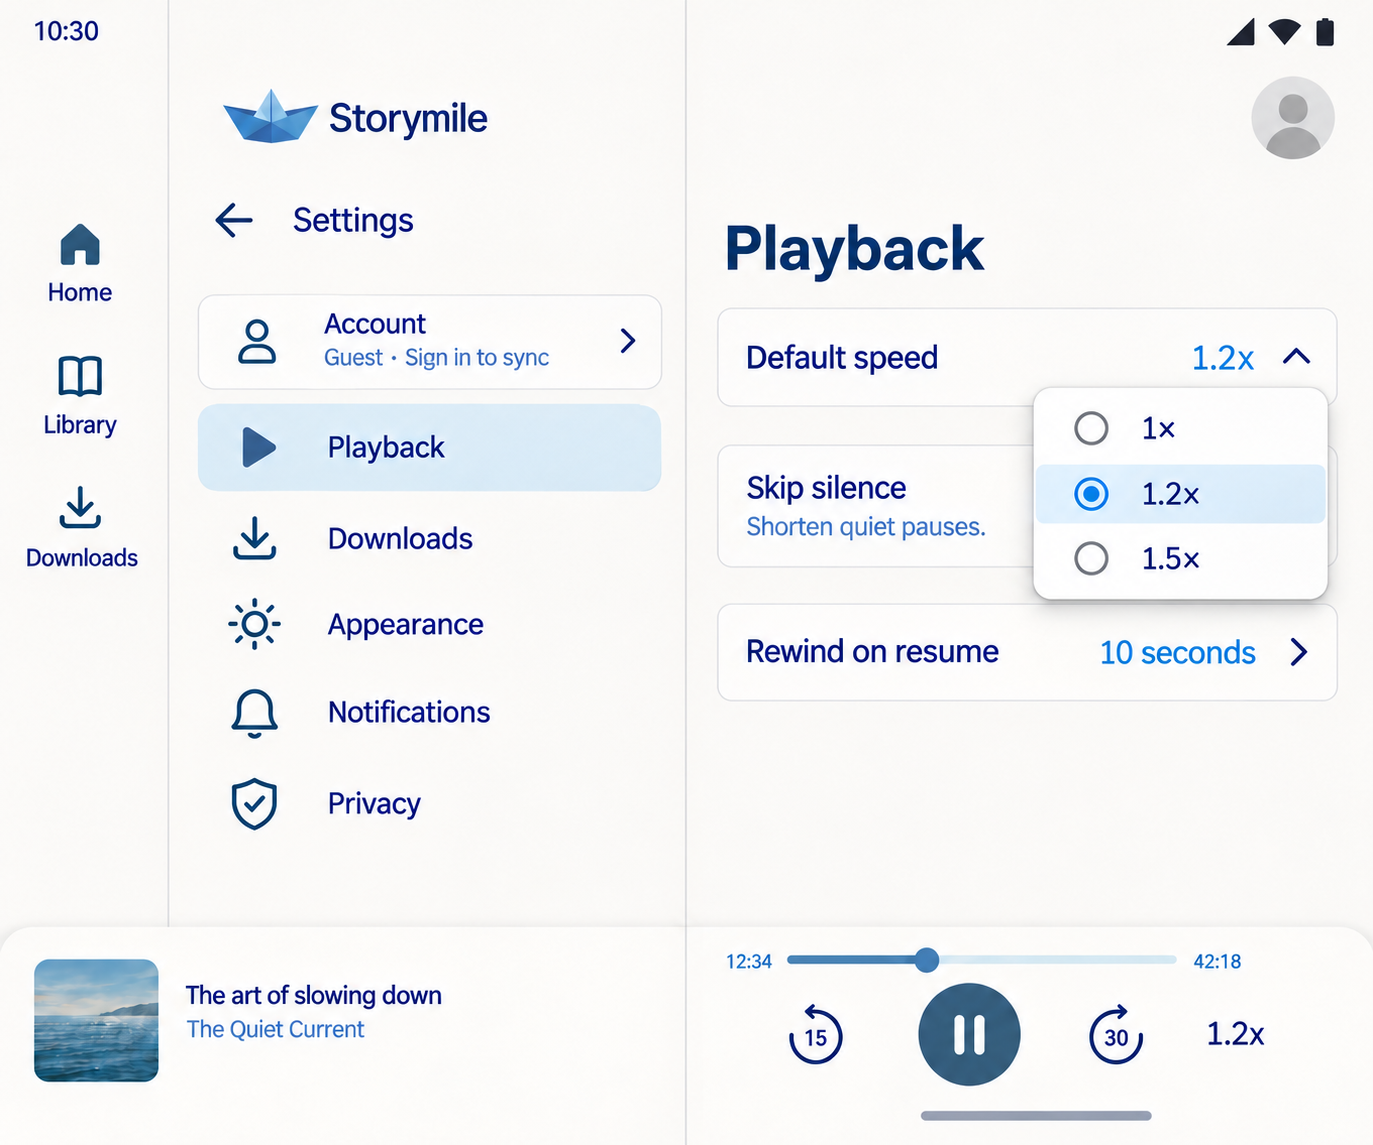 10:30
Storymile
Settings
Home
Library
Downloads
Account
Guest • Sign in to sync
Playback
Downloads
Appearance
Notifications
Privacy
Playback
Default speed 1.2x
1×
1.2×
1.5×
Skip silence
Shorten quiet pauses.
Rewind on resume 10 seconds
The art of slowing down
The Quiet Current
12:34 42:18
15 30 1.2x